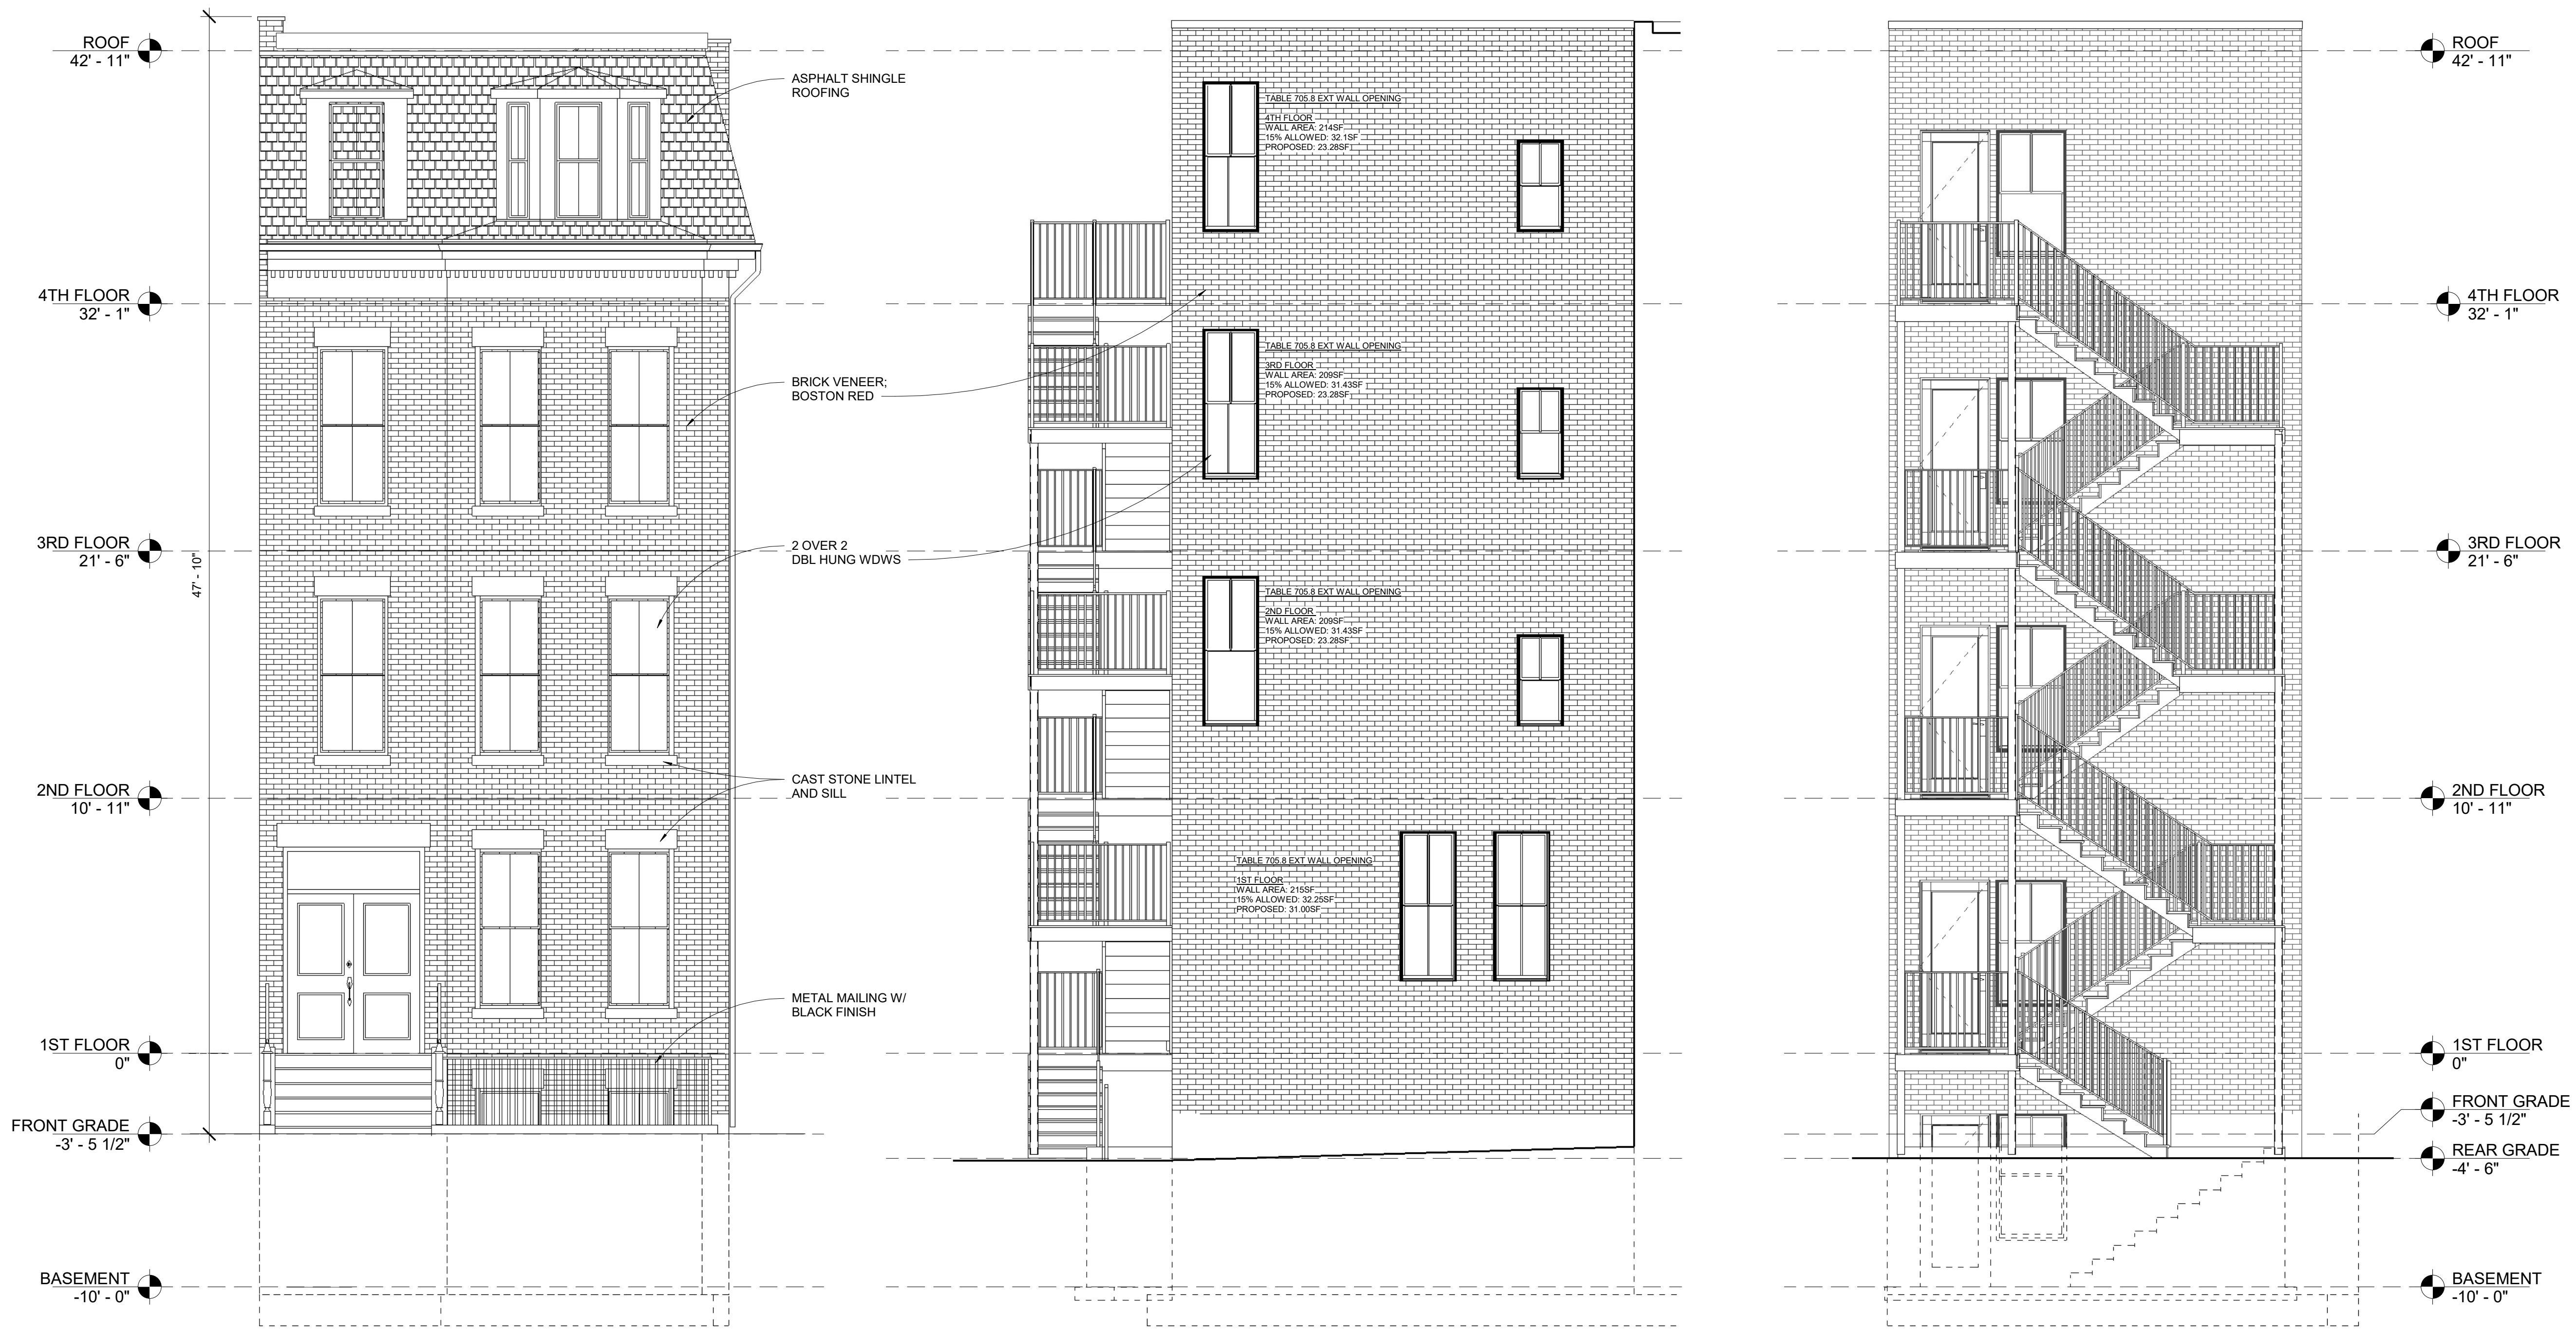 ROOF
42' - 11"
4TH FLOOR
32' - 1"
3RD FLOOR
21' - 6"
2ND FLOOR
10' - 11"
1ST FLOOR
0"
FRONT GRADE
-3' - 5 1/2"
BASEMENT
-10' - 0"
47' - 10"
ASPHALT SHINGLE
ROOFING
BRICK VENEER;
BOSTON RED
2 OVER 2
DBL HUNG WDWS
CAST STONE LINTEL
AND SILL
METAL MAILING W/
BLACK FINISH
TABLE 705.8 EXT WALL OPENING
4TH FLOOR
WALL AREA: 214SF
15% ALLOWED: 32.1SF
PROPOSED: 23.28SF
TABLE 705.8 EXT WALL OPENING
3RD FLOOR
WALL AREA: 209SF
15% ALLOWED: 31.43SF
PROPOSED: 23.28SF
TABLE 705.8 EXT WALL OPENING
2ND FLOOR
WALL AREA: 209SF
15% ALLOWED: 31.43SF
PROPOSED: 23.28SF
TABLE 705.8 EXT WALL OPENING
1ST FLOOR
WALL AREA: 215SF
15% ALLOWED: 32.25SF
PROPOSED: 31.00SF
ROOF
42' - 11"
4TH FLOOR
32' - 1"
3RD FLOOR
21' - 6"
2ND FLOOR
10' - 11"
1ST FLOOR
0"
FRONT GRADE
-3' - 5 1/2"
REAR GRADE
-4' - 6"
BASEMENT
-10' - 0"